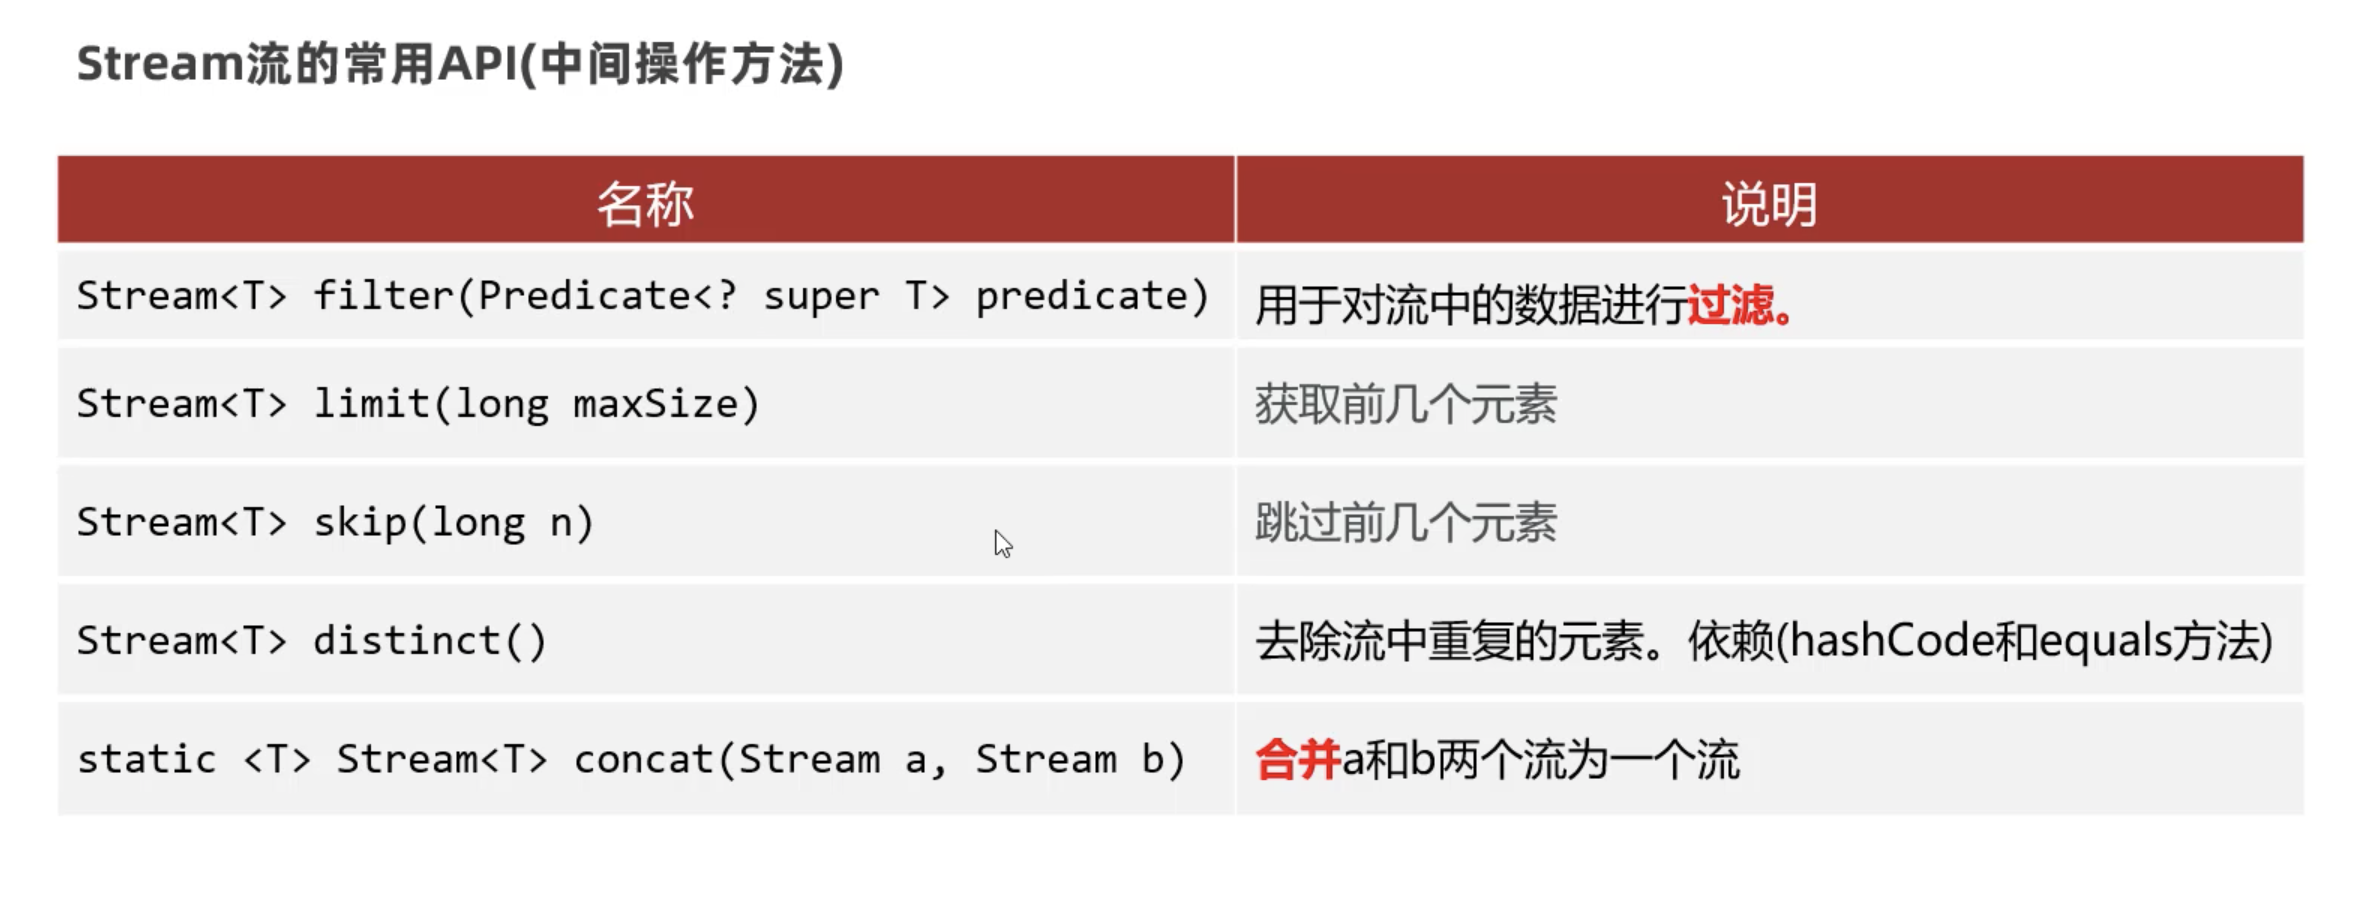 Stream流的常用API(中间操作方法)
名称 说明
Stream<T> filter(Predicate<? super T> predicate) 用于对流中的数据进行过滤。
Stream<T> limit(long maxSize) 获取前几个元素
Stream<T> skip(long n) 跳过前几个元素
Stream<T> distinct() 去除流中重复的元素。依赖(hashCode和equals方法)
static <T> Stream<T> concat(Stream a, Stream b) 合并a和b两个流为一个流